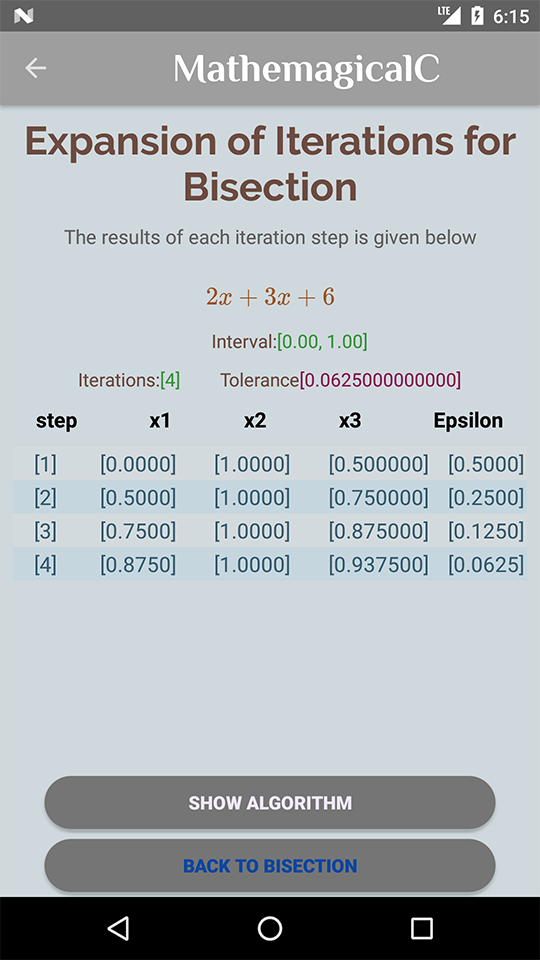 LTE 6:15
MathemagicalC
Expansion of Iterations for
Bisection
The results of each iteration step is given below
2x + 3x + 6
Interval:[0.00, 1.00]
Iterations:[4] Tolerance[0.0625000000000]
step x1 x2 x3 Epsilon
[1] [0.0000] [1.0000] [0.500000] [0.5000]
[2] [0.5000] [1.0000] [0.750000] [0.2500]
[3] [0.7500] [1.0000] [0.875000] [0.1250]
[4] [0.8750] [1.0000] [0.937500] [0.0625]
SHOW ALGORITHM
BACK TO BISECTION